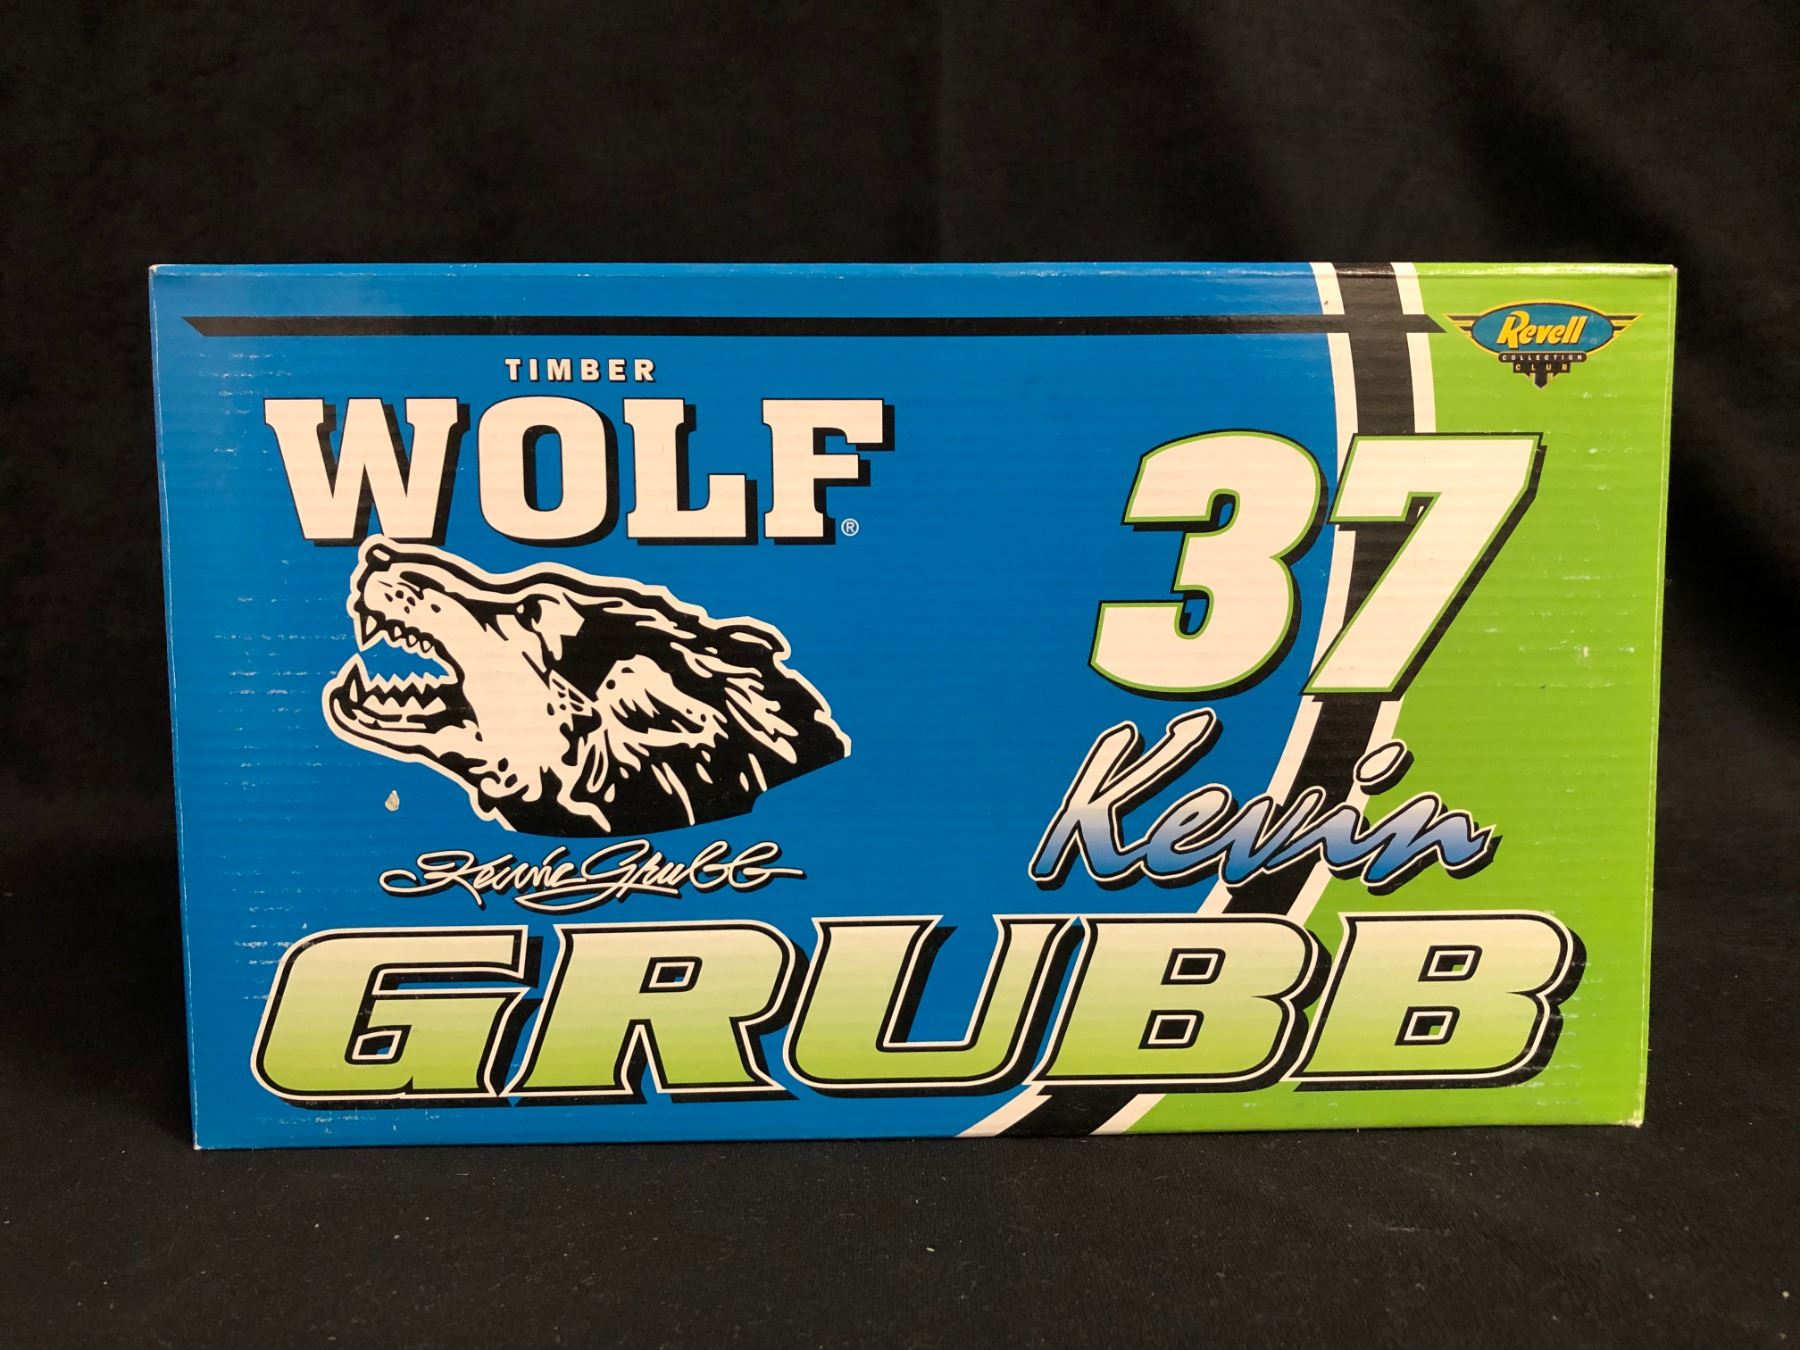 Revell
COLLECTION
CLUB
TIMBER
WOLF®
37
Kevin
Kevin Grubb
GRUBB